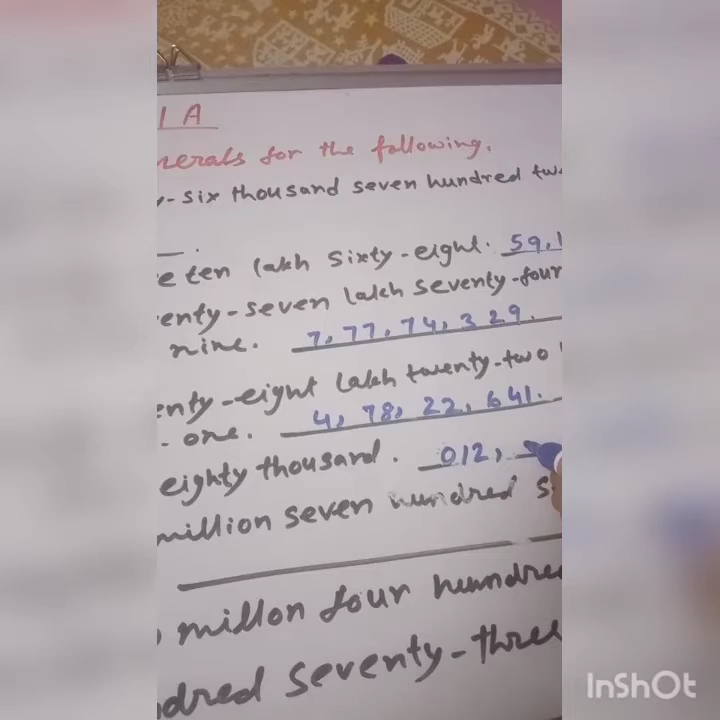 1 A
nerals for the following.
- six thousand seven hundred
e ten lakh sixty-eight. 59,1
enty-seven lakh seventy-four
nine. 7,77,74,329.
enty-eight lakh twenty-two
- one. 4,78,22,641.
eighty thousand. 012,
million seven hundred s
millon four hundre
dred seventy-three
InShOt